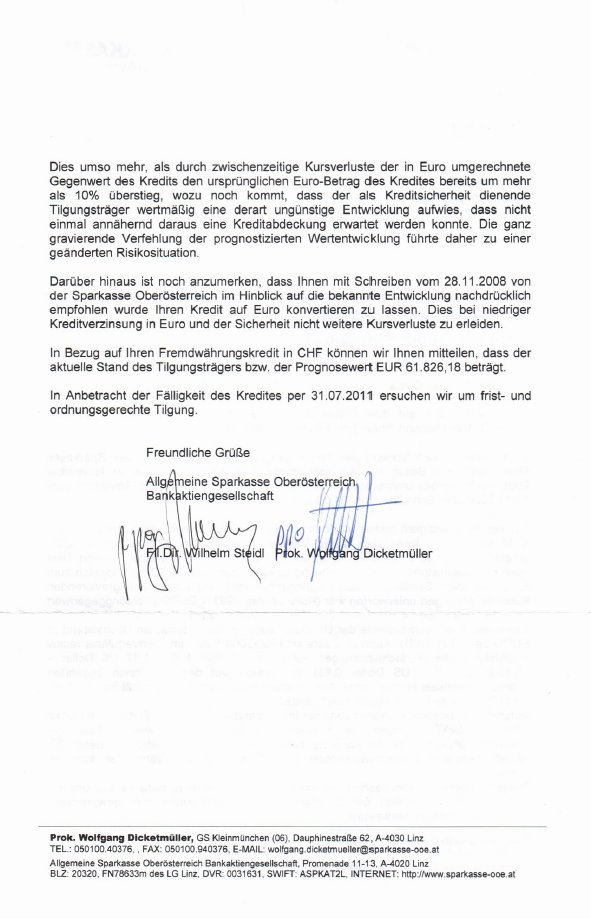 Dies umso mehr, als durch zwischenzeitige Kursverluste der in Euro umgerechnete
Gegenwert des Kredits den ursprünglichen Euro-Betrag des Kredites bereits um mehr
als 10% überstieg, wozu noch kommt, dass der als Kreditsicherheit dienende
Tilgungsträger wertmäßig eine derart ungünstige Entwicklung aufwies, dass nicht
einmal annähernd daraus eine Kreditabdeckung erwartet werden konnte. Die ganz
gravierende Verfehlung der prognostizierten Wertentwicklung führte daher zu einer
geänderten Risikosituation.
Darüber hinaus ist noch anzumerken, dass Ihnen mit Schreiben vom 28.11.2008 von
der Sparkasse Oberösterreich im Hinblick auf die bekannte Entwicklung nachdrücklich
empfohlen wurde Ihren Kredit auf Euro konvertieren zu lassen. Dies bei niedriger
Kreditverzinsung in Euro und der Sicherheit nicht weitere Kursverluste zu erleiden.
In Bezug auf Ihren Fremdwährungskredit in CHF können wir Ihnen mitteilen, dass der
aktuelle Stand des Tilgungsträgers bzw. der Prognosewert EUR 61.826,18 beträgt.
In Anbetracht der Fälligkeit des Kredites per 31.07.2011 ersuchen wir um frist- und
ordnungsgerechte Tilgung.
Freundliche Grüße
Allgemeine Sparkasse Oberösterreich
Bankaktiengesellschaft
ppa
Fil.Dir. Wilhelm Steidl Prok. Wolfgang Dicketmüller
Prok. Wolfgang Dicketmüller, GS Kleinmünchen (06), Dauphinestraße 62, A-4030 Linz
TEL.: 050100.40376, , FAX: 050100.940376, E-MAIL: wolfgang.dicketmueller@sparkasse-ooe.at
Allgemeine Sparkasse Oberösterreich Bankaktiengesellschaft, Promenade 11-13, A-4020 Linz
BLZ: 20320, FN78633m des LG Linz, DVR: 0031631, SWIFT: ASPKAT2L, INTERNET: http://www.sparkasse-ooe.at